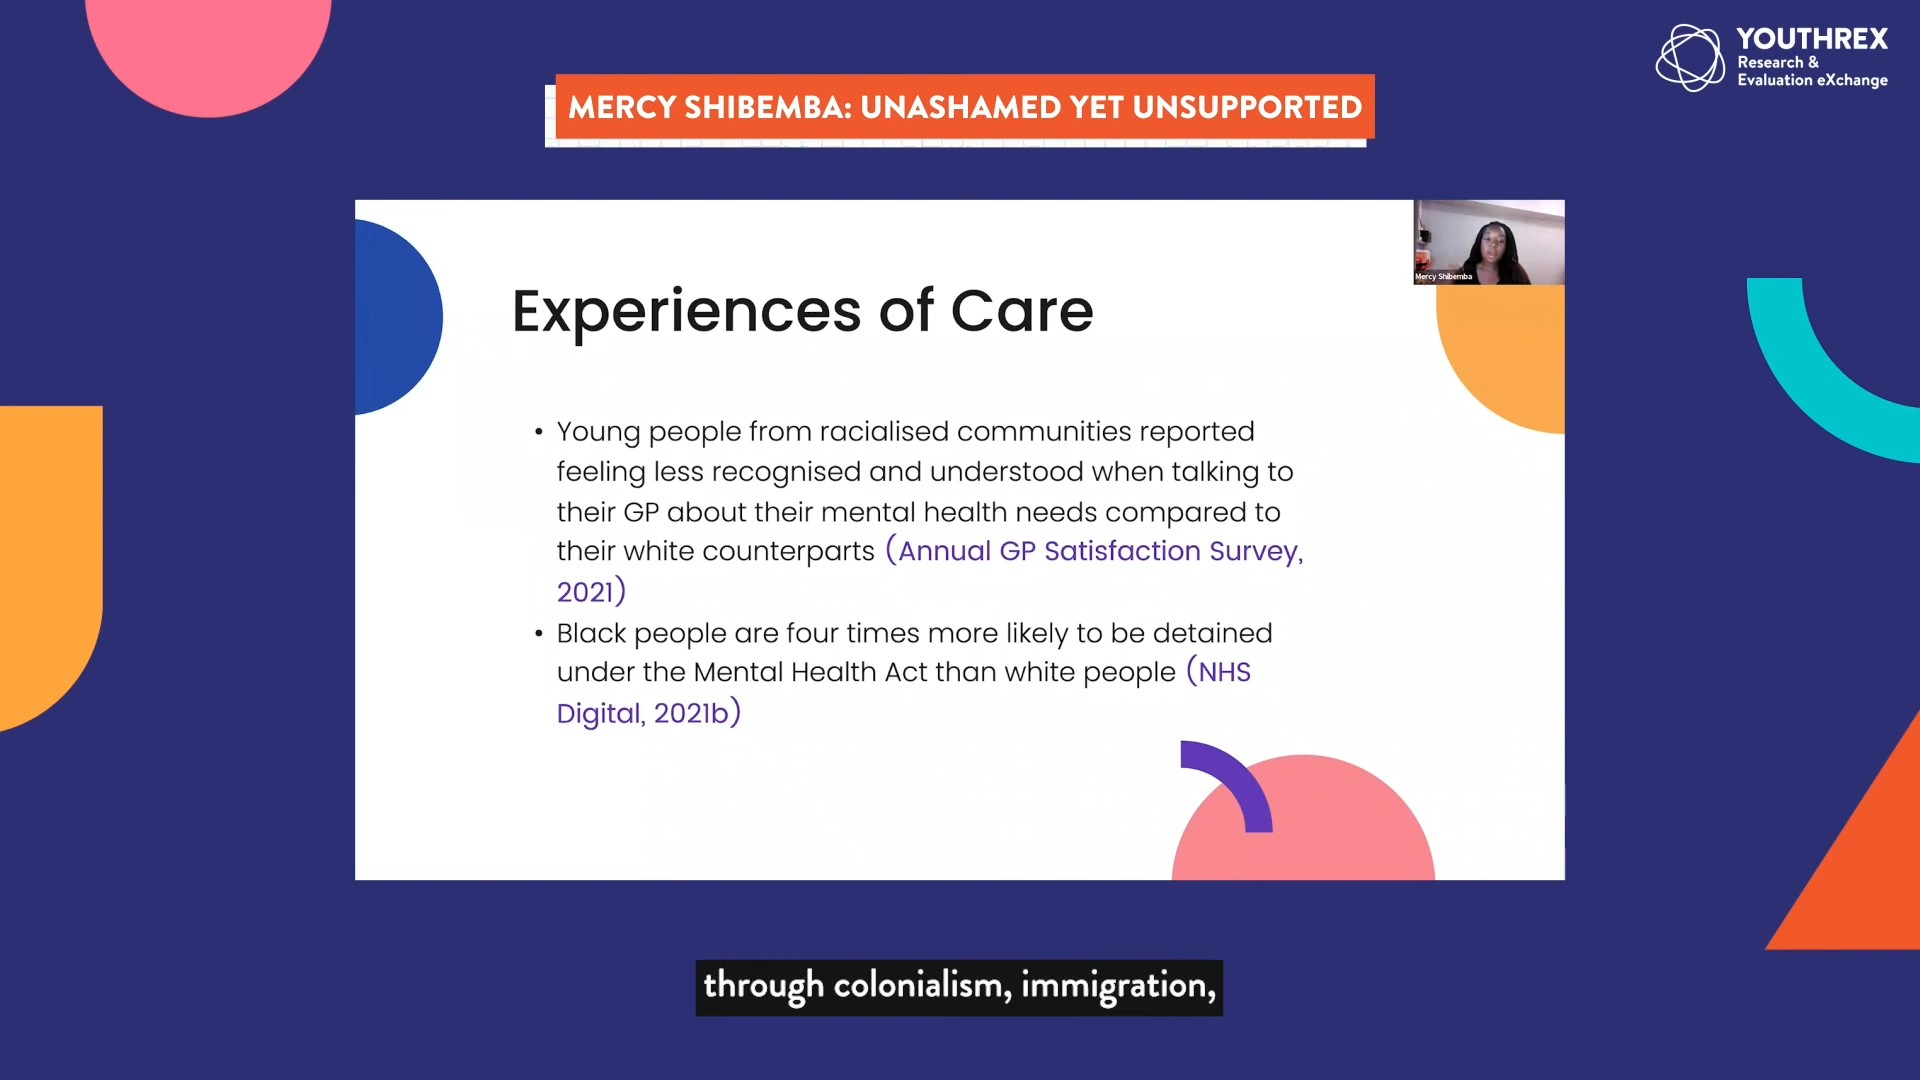 YOUTHREX
Research &
Evaluation eXchange
MERCY SHIBEMBA: UNASHAMED YET UNSUPPORTED
Mercy Shibemba
Experiences of Care
• Young people from racialised communities reported
feeling less recognised and understood when talking to
their GP about their mental health needs compared to
their white counterparts (Annual GP Satisfaction Survey,
2021)
• Black people are four times more likely to be detained
under the Mental Health Act than white people (NHS
Digital, 2021b)
through colonialism, immigration,